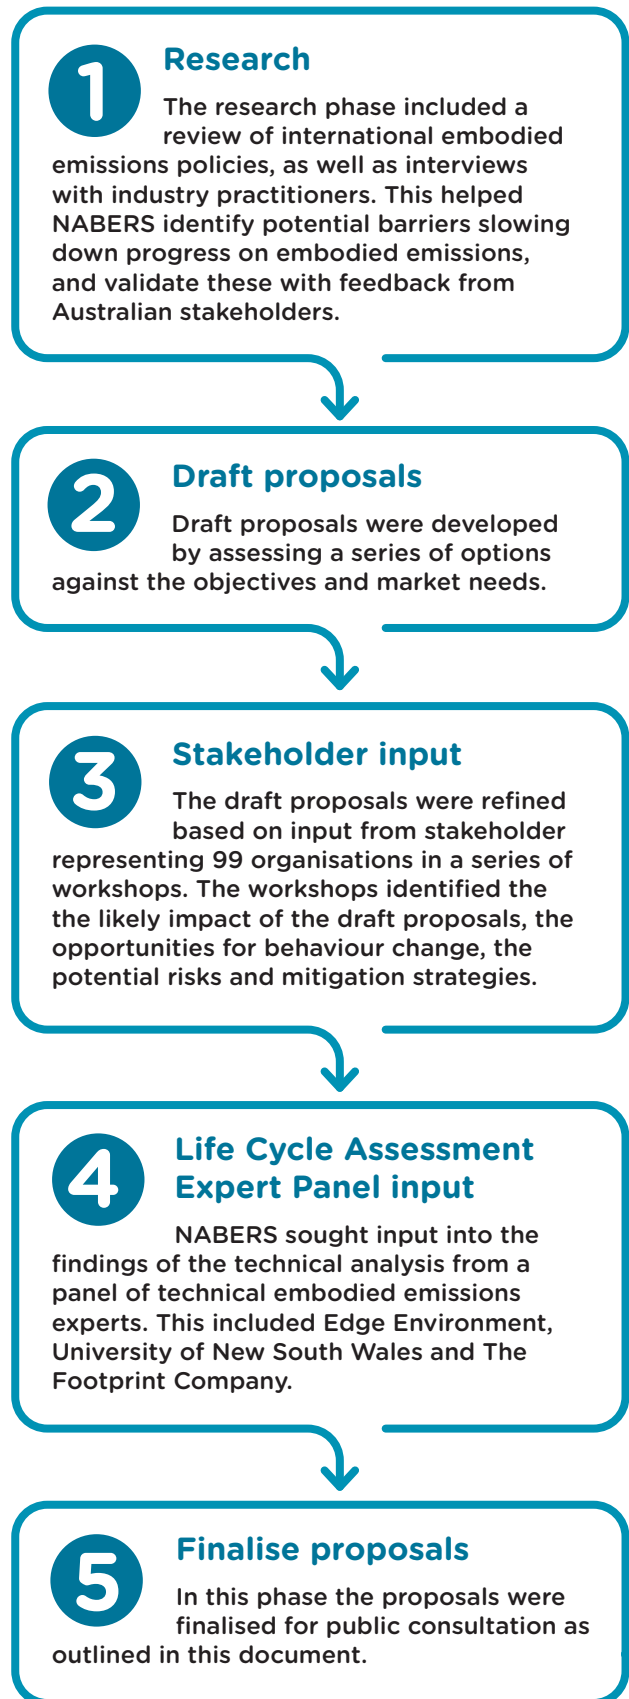 1
Research
The research phase included a
review of international embodied
emissions policies, as well as interviews
with industry practitioners. This helped
NABERS identify potential barriers slowing
down progress on embodied emissions,
and validate these with feedback from
Australian stakeholders.
2
Draft proposals
Draft proposals were developed
by assessing a series of options
against the objectives and market needs.
3
Stakeholder input
The draft proposals were refined
based on input from stakeholder
representing 99 organisations in a series of
workshops. The workshops identified the
the likely impact of the draft proposals, the
opportunities for behaviour change, the
potential risks and mitigation strategies.
4
Life Cycle Assessment
Expert Panel input
NABERS sought input into the
findings of the technical analysis from a
panel of technical embodied emissions
experts. This included Edge Environment,
University of New South Wales and The
Footprint Company.
5
Finalise proposals
In this phase the proposals were
finalised for public consultation as
outlined in this document.